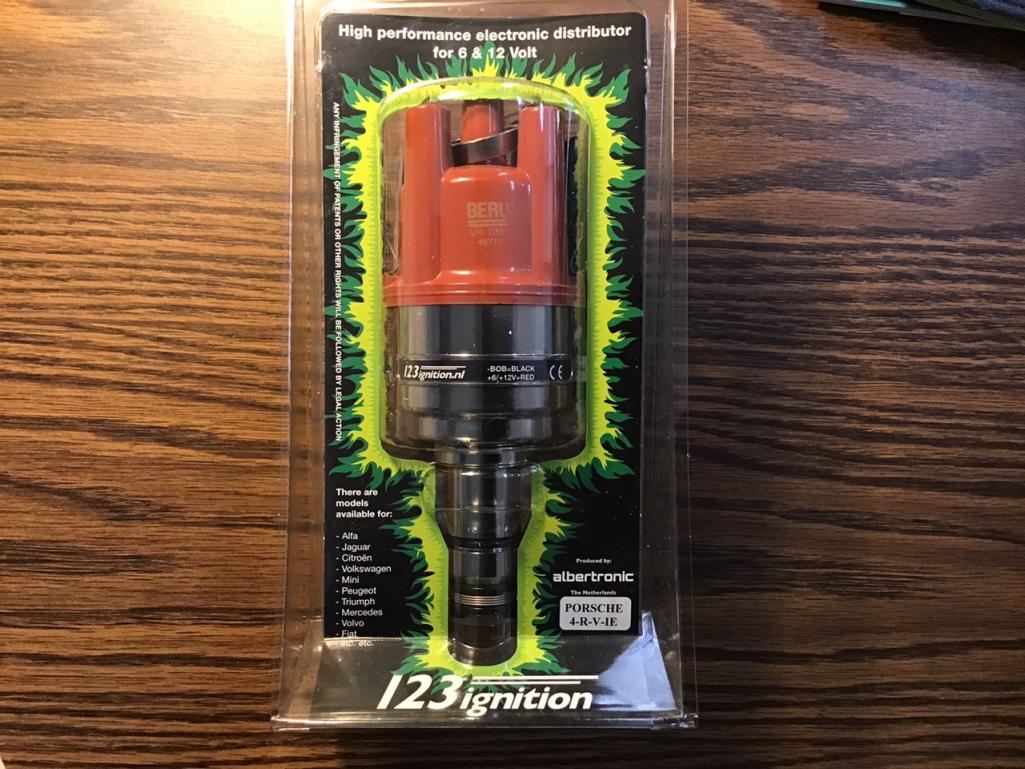 High performance electronic distributor
for 6 & 12 Volt
ANY INFRINGEMENT OF PATENTS OR OTHER RIGHTS WILL BE FOLLOWED BY LEGAL ACTION
BERU
VK
123ignition.nl
-BOB=BLACK
+6/+12V=RED
CE
There are
models
available for:
- Alfa
- Jaguar
- Citroën
- Volkswagen
- Mini
- Peugeot
- Triumph
- Mercedes
- Volvo
- Fiat
- etc. etc.
Produced by:
albertronic
The Netherlands
PORSCHE
4-R-V-IE
123ignition